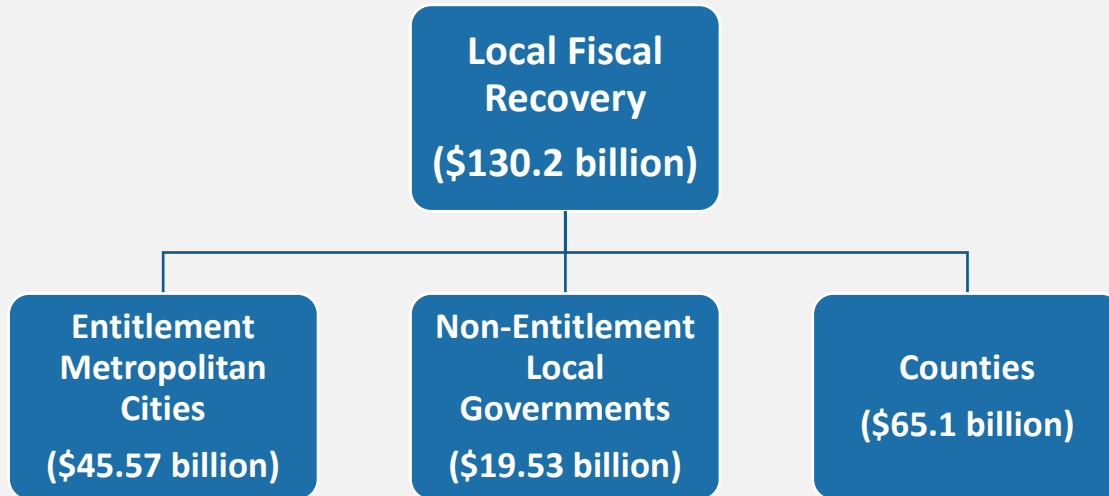 Local Fiscal
Recovery
($130.2 billion)
Entitlement
Metropolitan
Cities
($45.57 billion)
Non-Entitlement
Local
Governments
($19.53 billion)
Counties
($65.1 billion)